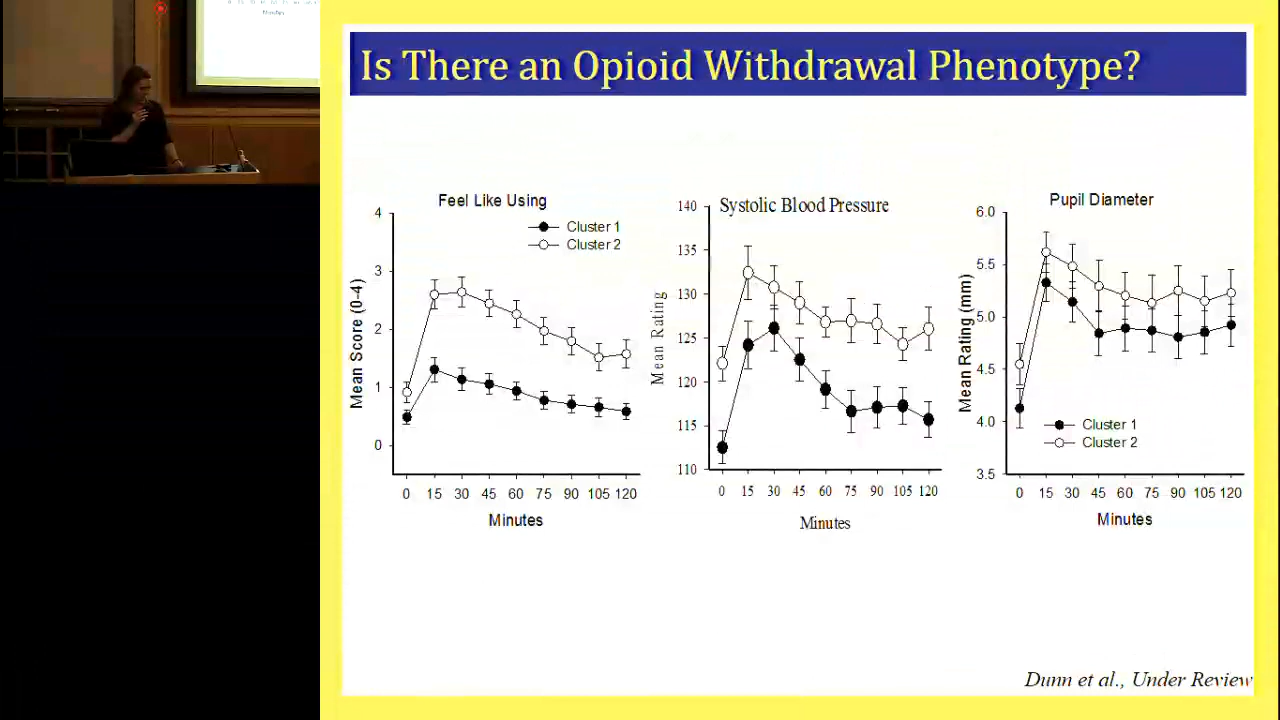 Is There an Opioid Withdrawal Phenotype?
Feel Like Using
Cluster 1
Cluster 2
Mean Score (0-4)
4
3
2
1
0
0 15 30 45 60 75 90 105 120
Minutes
Systolic Blood Pressure
Mean Rating
140
135
130
125
120
115
110
0 15 30 45 60 75 90 105 120
Minutes
Pupil Diameter
Mean Rating (mm)
6.0
5.5
5.0
4.5
4.0
3.5
Cluster 1
Cluster 2
0 15 30 45 60 75 90 105 120
Minutes
Dunn et al., Under Review